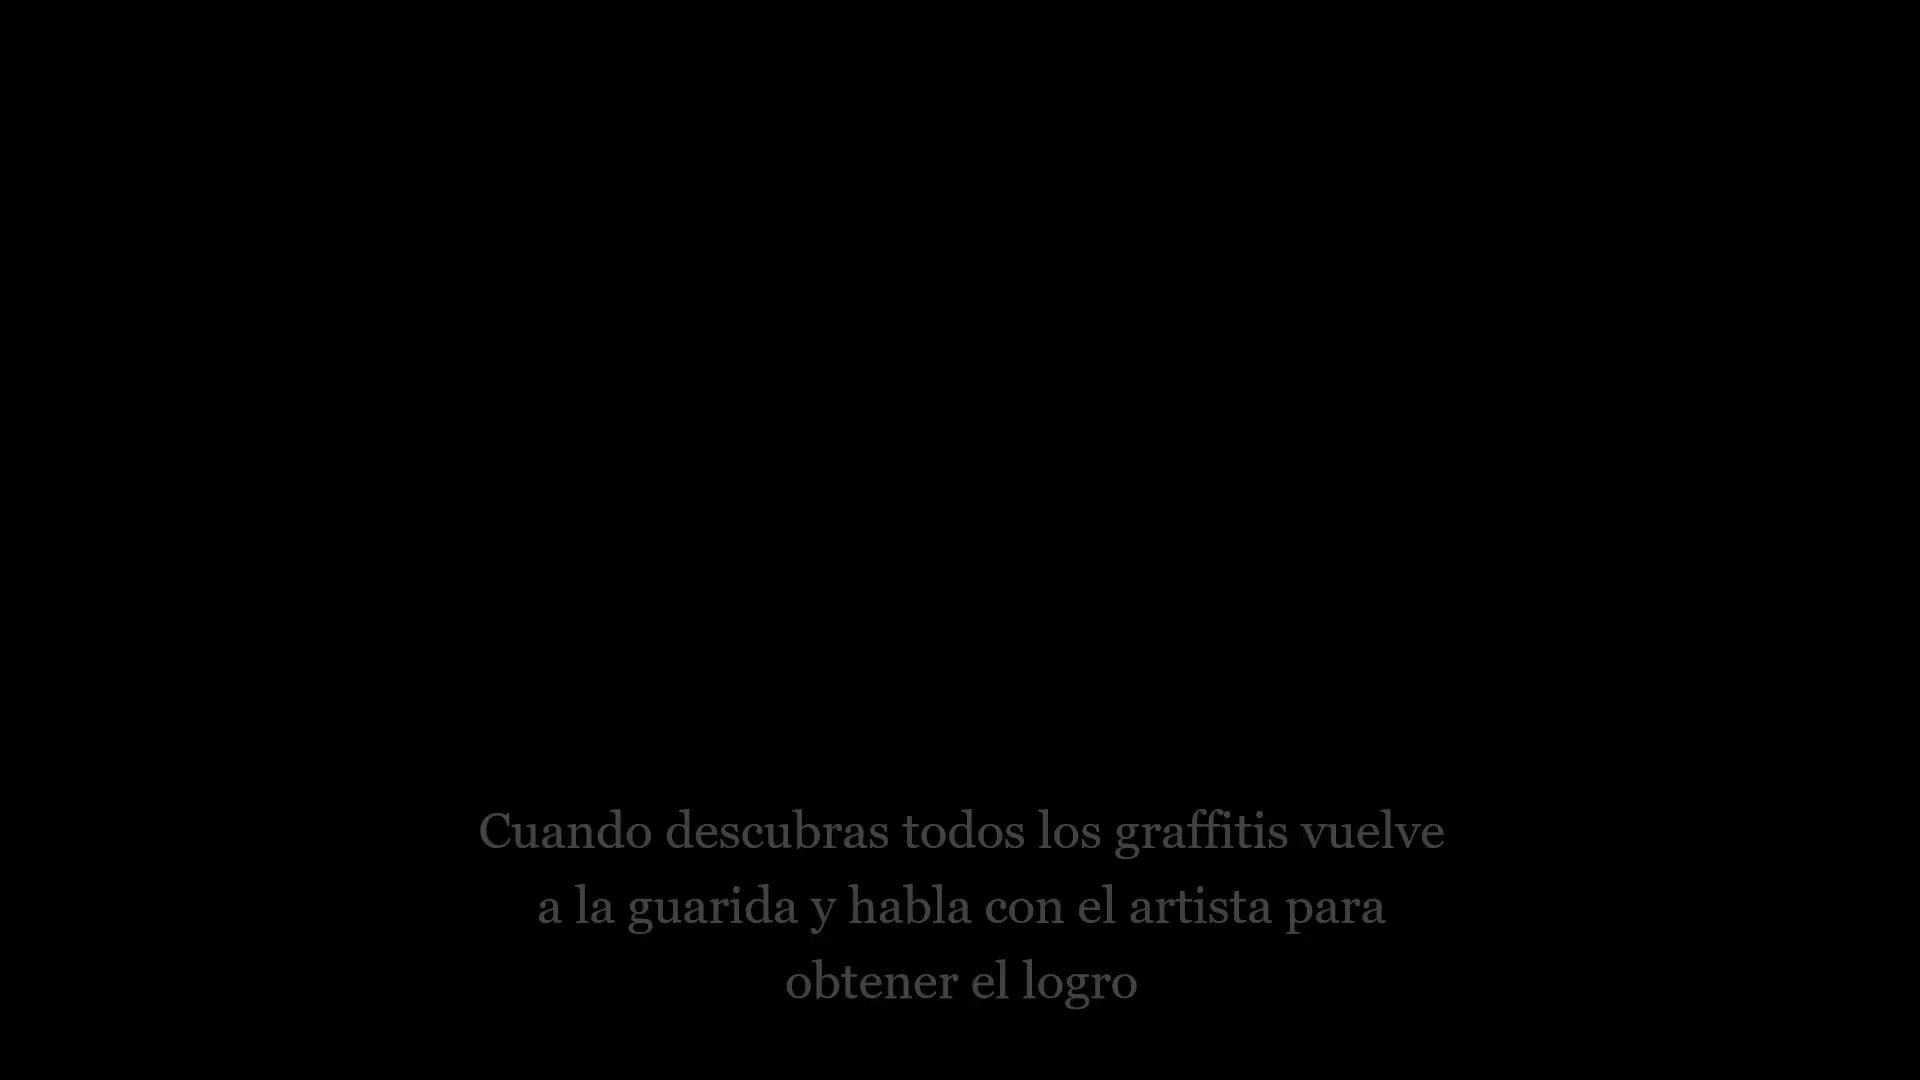 Cuando descubras todos los graffitis vuelve
a la guarida y habla con el artista para
obtener el logro